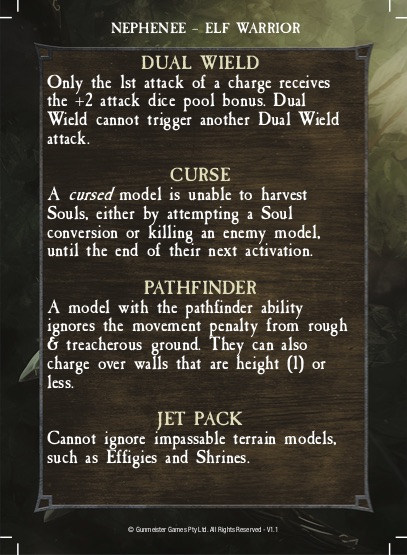 NEPHENEE - ELF WARRIOR
DUAL WIELD
Only the 1st attack of a charge receives
the +2 attack dice pool bonus. Dual
Wield cannot trigger another Dual Wield
attack.
CURSE
A cursed model is unable to harvest
Souls, either by attempting a Soul
conversion or killing an enemy model,
until the end of their next activation.
PATHFINDER
A model with the pathfinder ability
ignores the movement penalty from rough
& treacherous ground. They can also
charge over walls that are height (1) or
less.
JET PACK
Cannot ignore impassable terrain models,
such as Effigies and Shrines.
© Gunmeister Games Pty Ltd. All Rights Reserved - V1.1